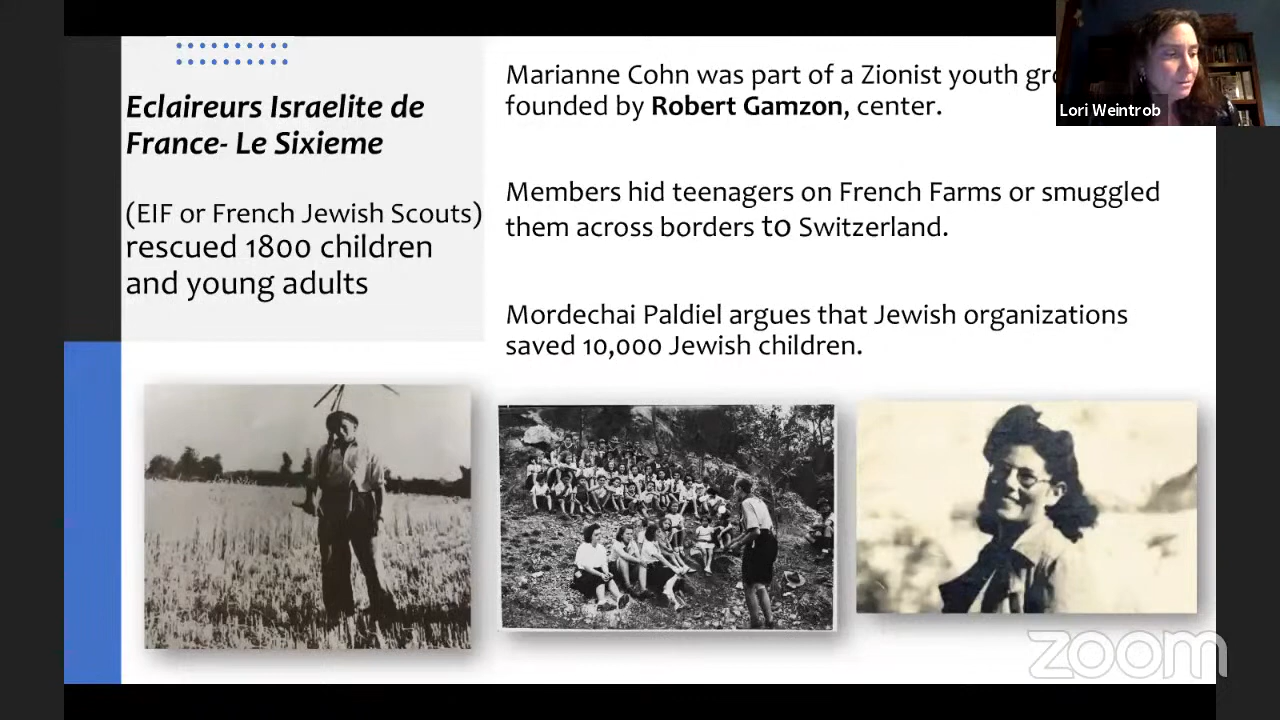 Eclaireurs Israelite de
France- Le Sixieme
(EIF or French Jewish Scouts)
rescued 1800 children
and young adults
Marianne Cohn was part of a Zionist youth
founded by Robert Gamzon, center.
Members hid teenagers on French Farms or smuggled
them across borders to Switzerland.
Mordechai Paldiel argues that Jewish organizations
saved 10,000 Jewish children.
Lori Weintrob
zoom